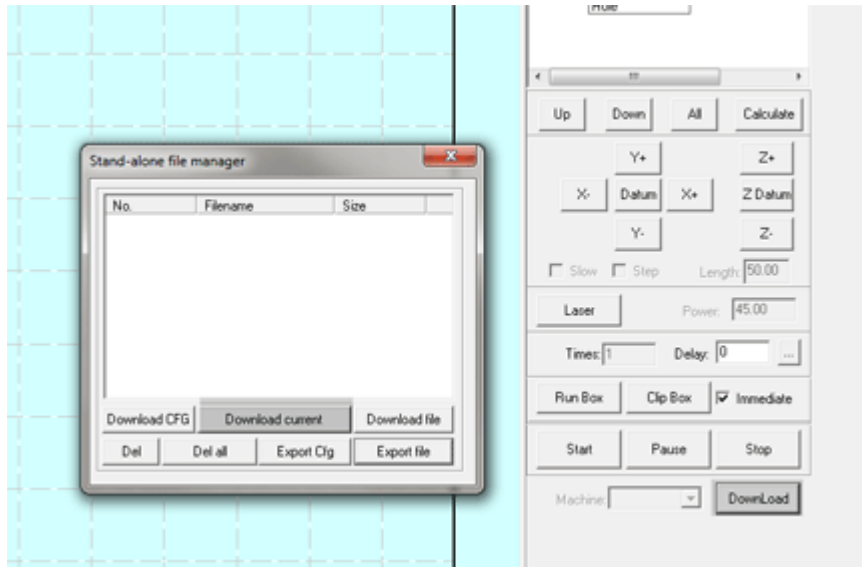 Hole
Up Down All Calculate
Y+ Z+
X- Datum X+ Z Datum
Y- Z-
Slow Step Length: 50.00
Laser Power: 45.00
Times: 1 Delay: 0 ...
Run Box Clip Box Immediate
Start Pause Stop
Machine: DownLoad
Stand-alone file manager
No. Filename Size
Download CFG Download current Download file
Del Del all Export Cfg Export file